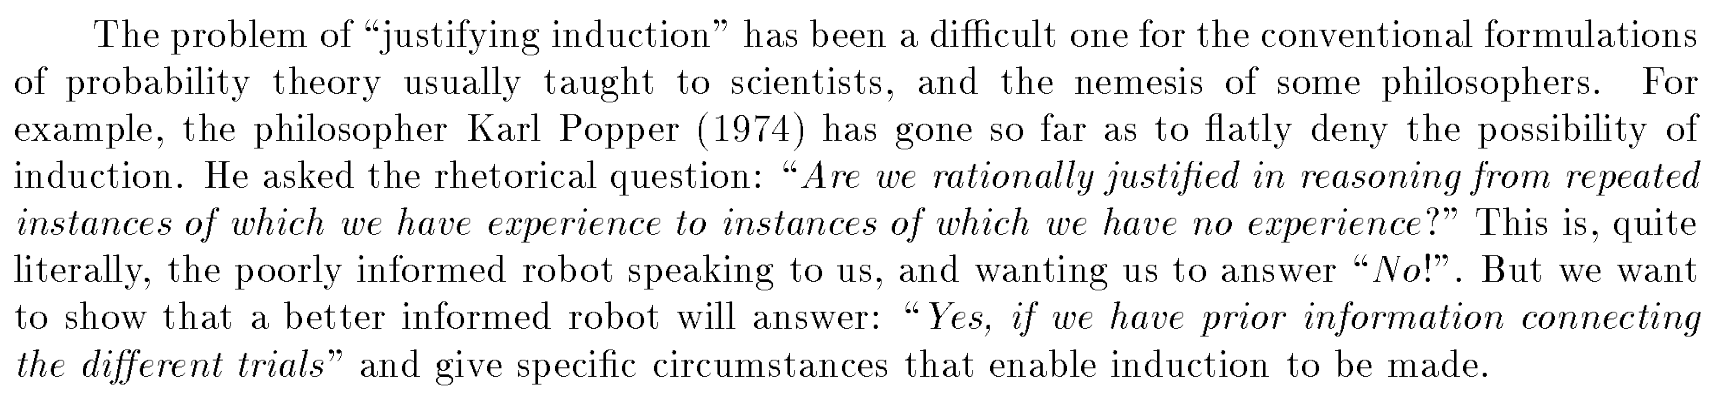 The problem of “justifying induction” has been a difficult one for the conventional formulations
of probability theory usually taught to scientists, and the nemesis of some philosophers. For
example, the philosopher Karl Popper (1974) has gone so far as to flatly deny the possibility of
induction. He asked the rhetorical question: “Are we rationally justified in reasoning from repeated
instances of which we have experience to instances of which we have no experience?” This is, quite
literally, the poorly informed robot speaking to us, and wanting us to answer “No!”. But we want
to show that a better informed robot will answer: “Yes, if we have prior information connecting
the different trials” and give specific circumstances that enable induction to be made.